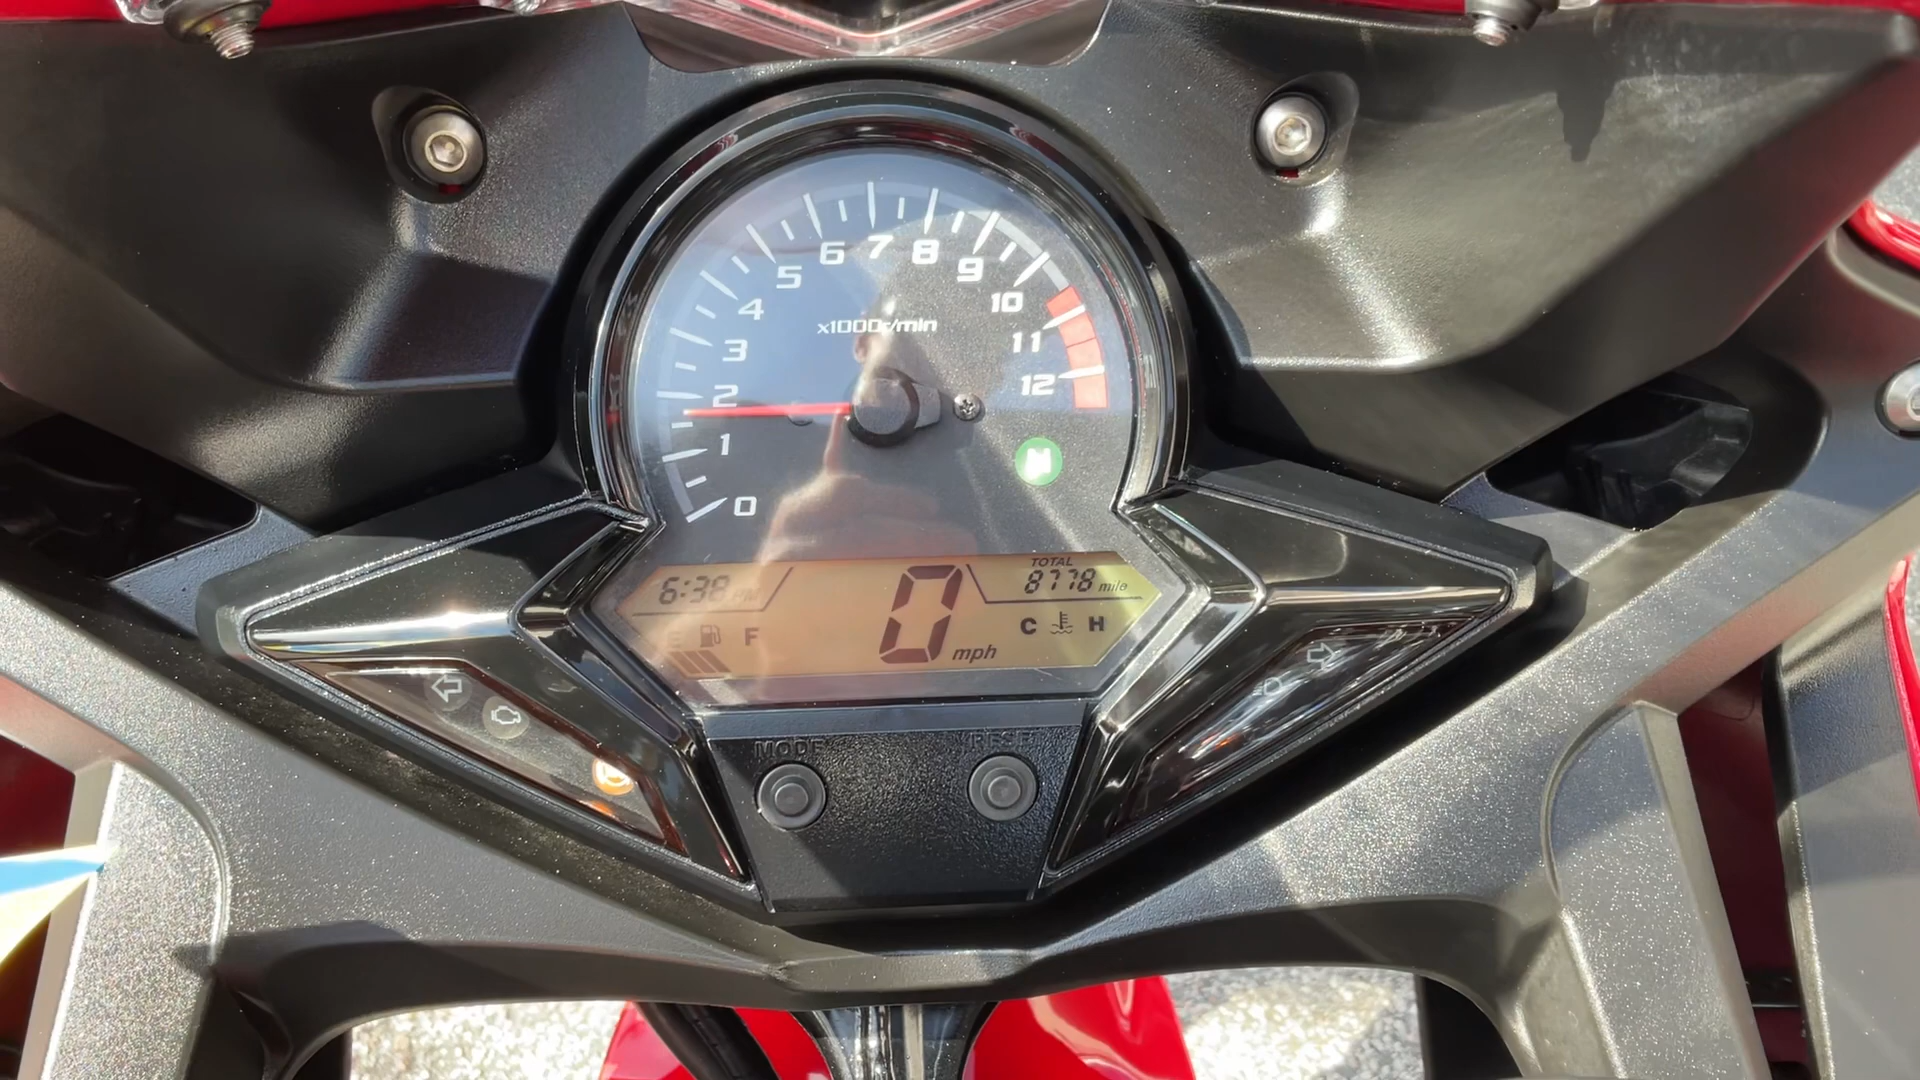 0
1
2
3
4
5
6
7
8
9
10
11
12
x1000r/min
N
6:38 PM
TOTAL
8778 mile
E F
0 mph
C H
MODE
RESET